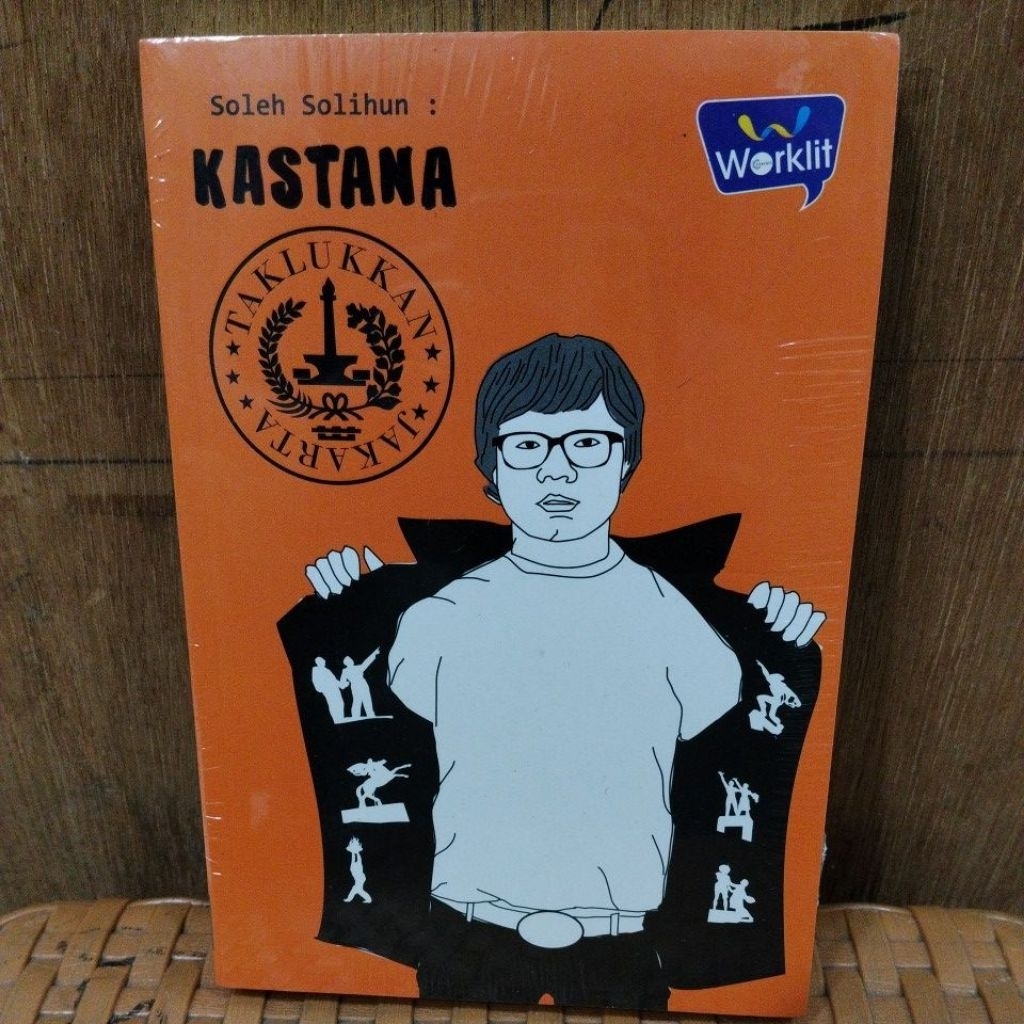 Soleh Solihun :
KASTANA
Worklit
TAKLUKKAN
JAKARTA